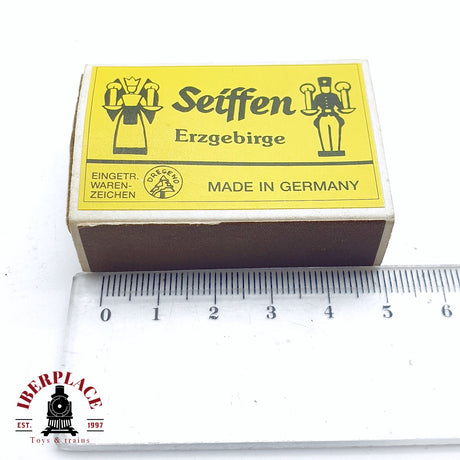 Seiffen
Erzgebirge
EINGETR.
WAREN-
ZEICHEN
DREGENO
MADE IN GERMANY
0 1 2 3 4 5 6
IBERPLACE
EST. 1997
Toys & trains